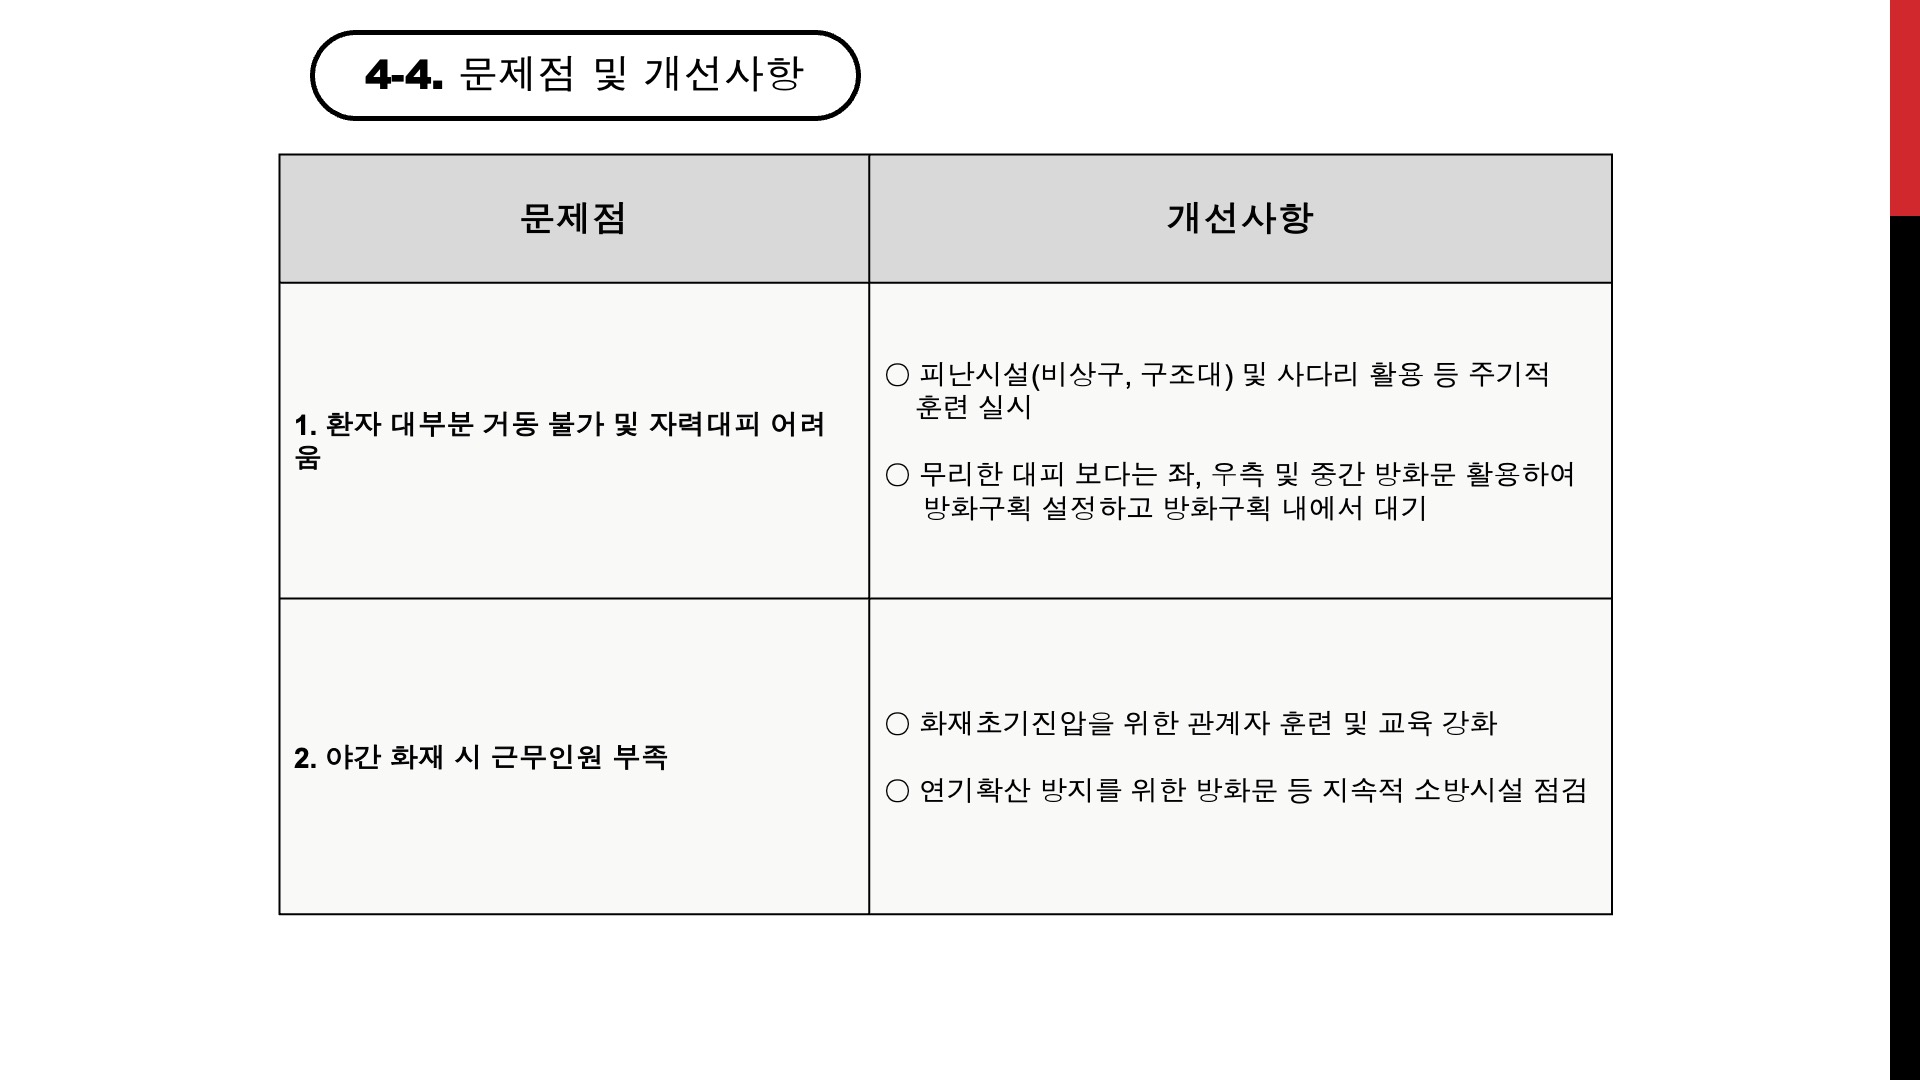 4-4. 문제점 및 개선사항
문제점
개선사항
1. 환자 대부분 거동 불가 및 자력대피 어려
움
○ 피난시설(비상구, 구조대) 및 사다리 활용 등 주기적
훈련 실시
○ 무리한 대피 보다는 좌, 우측 및 중간 방화문 활용하여
방화구획 설정하고 방화구획 내에서 대기
2. 야간 화재 시 근무인원 부족
○ 화재초기진압을 위한 관계자 훈련 및 교육 강화
○ 연기확산 방지를 위한 방화문 등 지속적 소방시설 점검